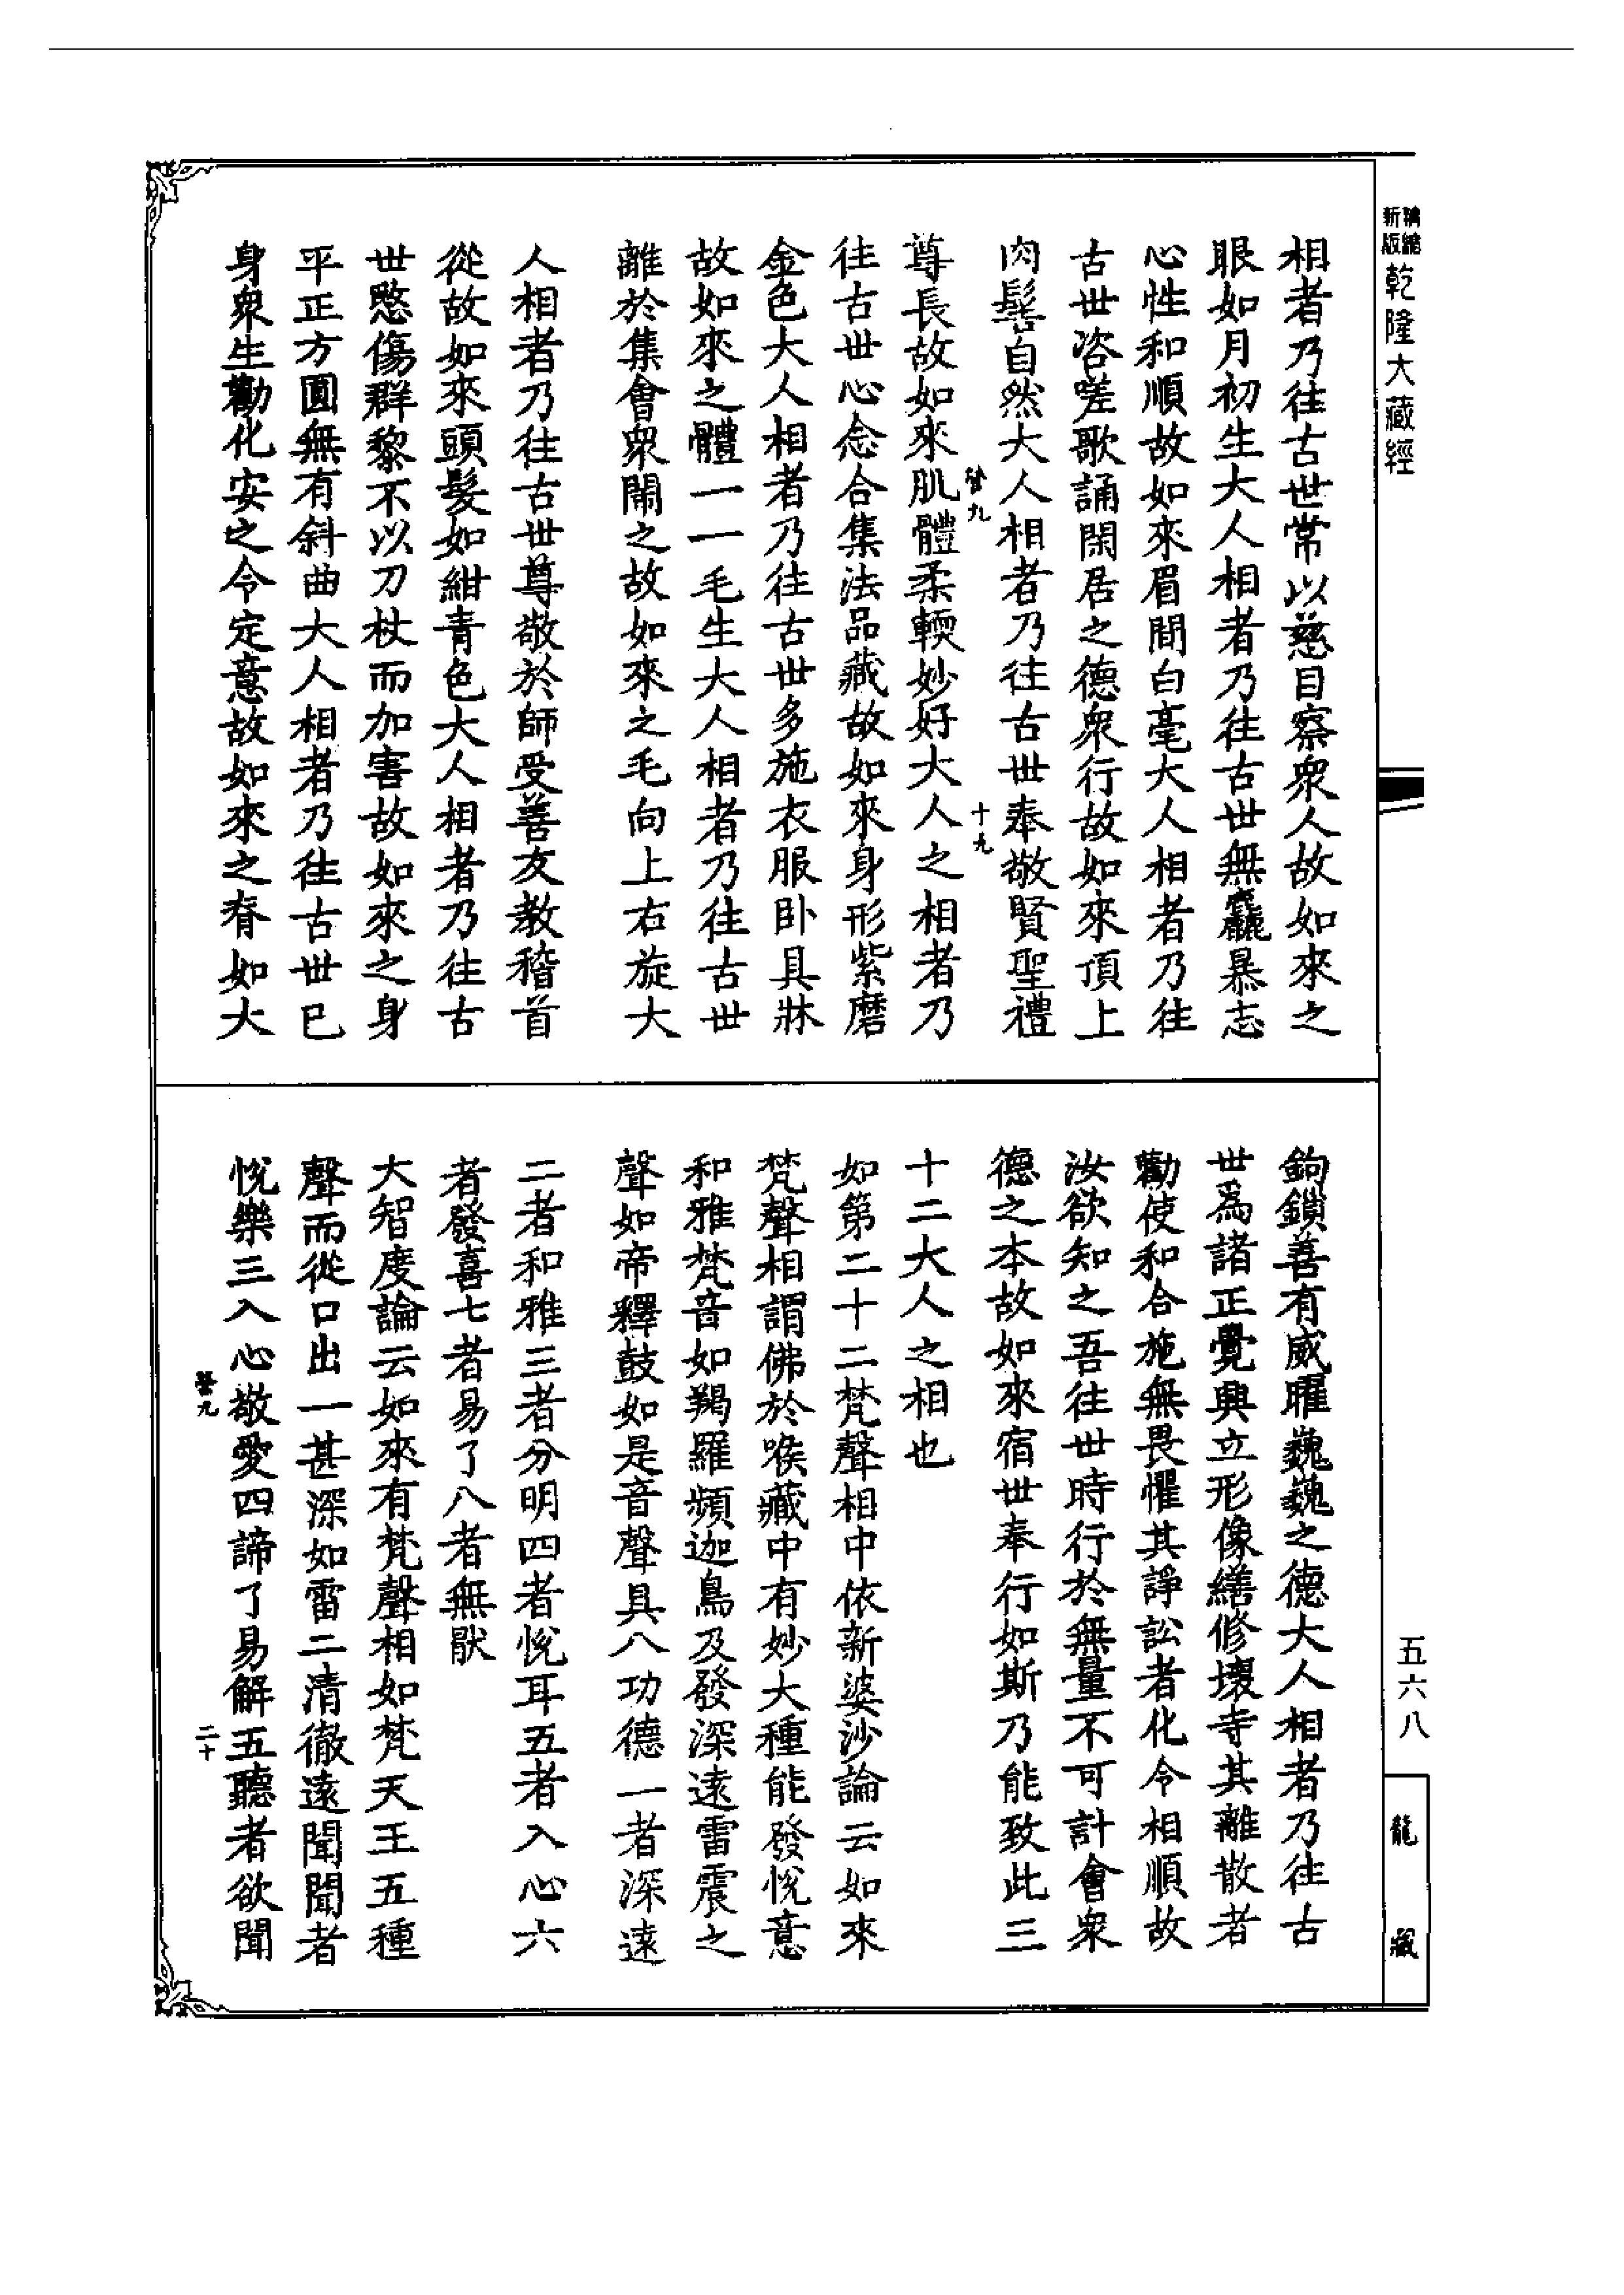 新版
精縮
乾隆大藏經
相者乃往古世常以慈目察眾人故如來之
眼如月初生大人相者乃往古世無麤暴志
心性和順故如來眉間白毫大人相者乃往
古世咨嗟歌誦閑居之德眾行故如來頂上
肉髻自然大人相者乃往古世奉敬賢聖禮
九
十九
尊長故如來肌體柔輭妙好大人之相者乃
往古世心念合集法品藏故如來身形紫磨
金色大人相者乃往古世多施衣服臥具牀
故如來之體一一毛生大人相者乃往古世
離於集會眾鬧之故如來之毛向上右旋大
人相者乃往古世尊敬於師受善友教稽首
從故如來頭髮如紺青色大人相者乃往古
世愍傷群黎不以刀杖而加害故如來之身
平正方圓無有斜曲大人相者乃往古世已
身眾生勸化安之令定意故如來之脊如大
鉤鎖善有威曜巍巍之德大人相者乃往古
世為諸正覺興立形像繕修壞寺其離散者
勸使和合施無畏懼其諍訟者化令相順故
汝欲知之吾往世時行於無量不可計會眾
德之本故如來宿世奉行如斯乃能致此三
十二大人之相也
如第二十二梵聲相中依新婆沙論云如來
梵聲相謂佛於喉藏中有妙大種能發悅意
和雅梵音如羯羅頻迦鳥及發深遠雷震之
聲如帝釋鼓如是音聲具八功德一者深遠
二者和雅三者分明四者悅耳五者入心六
者發喜七者易了八者無猒
大智度論云如來有梵聲相如梵天王五種
聲而從口出一甚深如雷二清徹遠聞聞者
悅樂三入心敬愛四諦了易解五聽者欲聞
九
二十
五六八
龍藏